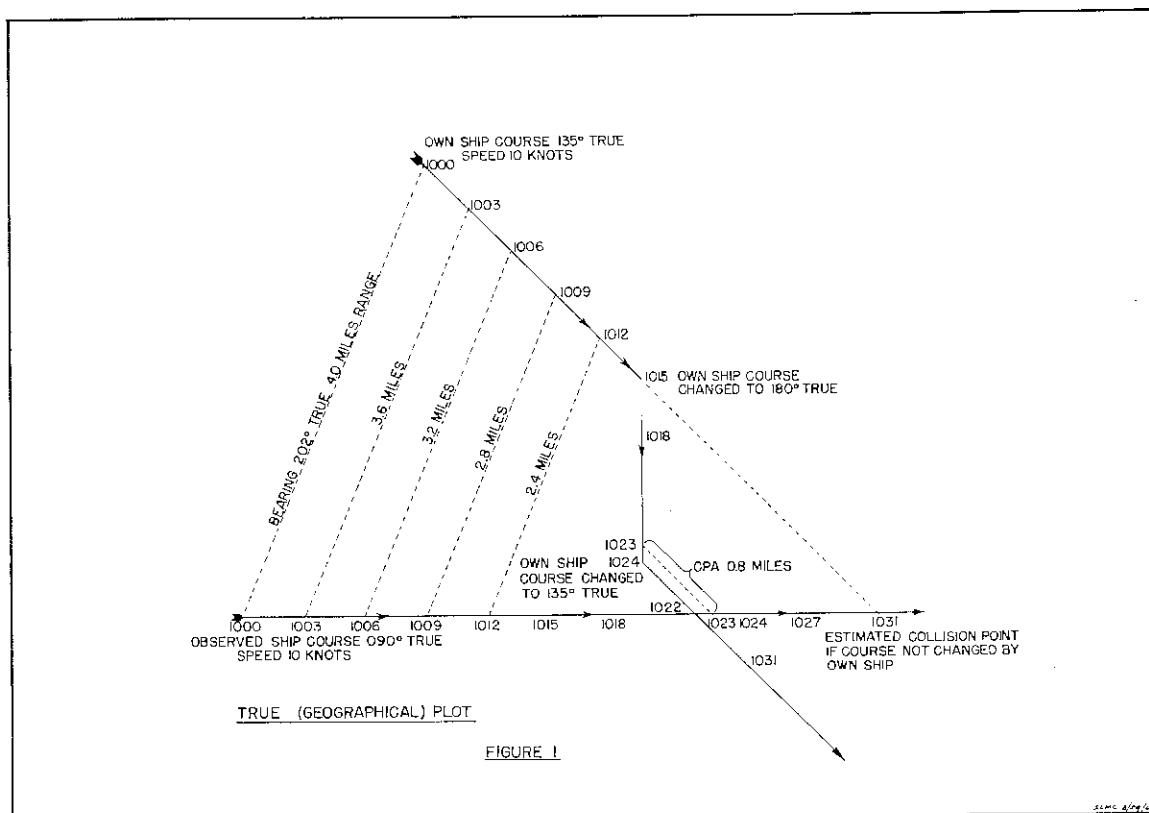 OWN SHIP COURSE 135° TRUE
SPEED 10 KNOTS
1000
1003
1006
1009
1012
1015 OWN SHIP COURSE
CHANGED TO 180° TRUE
BEARING 202° TRUE 4.0 MILES RANGE
3.6 MILES
3.2 MILES
2.8 MILES
2.4 MILES
1018
1023
CPA 0.8 MILES
OWN SHIP 1024
COURSE CHANGED
TO 135° TRUE
1022
1000 1003 1006 1009 1012 1015 1018 1023 1024 1027 1031
OBSERVED SHIP COURSE 090° TRUE
SPEED 10 KNOTS
ESTIMATED COLLISION POINT
IF COURSE NOT CHANGED BY
OWN SHIP
1031
TRUE (GEOGRAPHICAL) PLOT
FIGURE 1